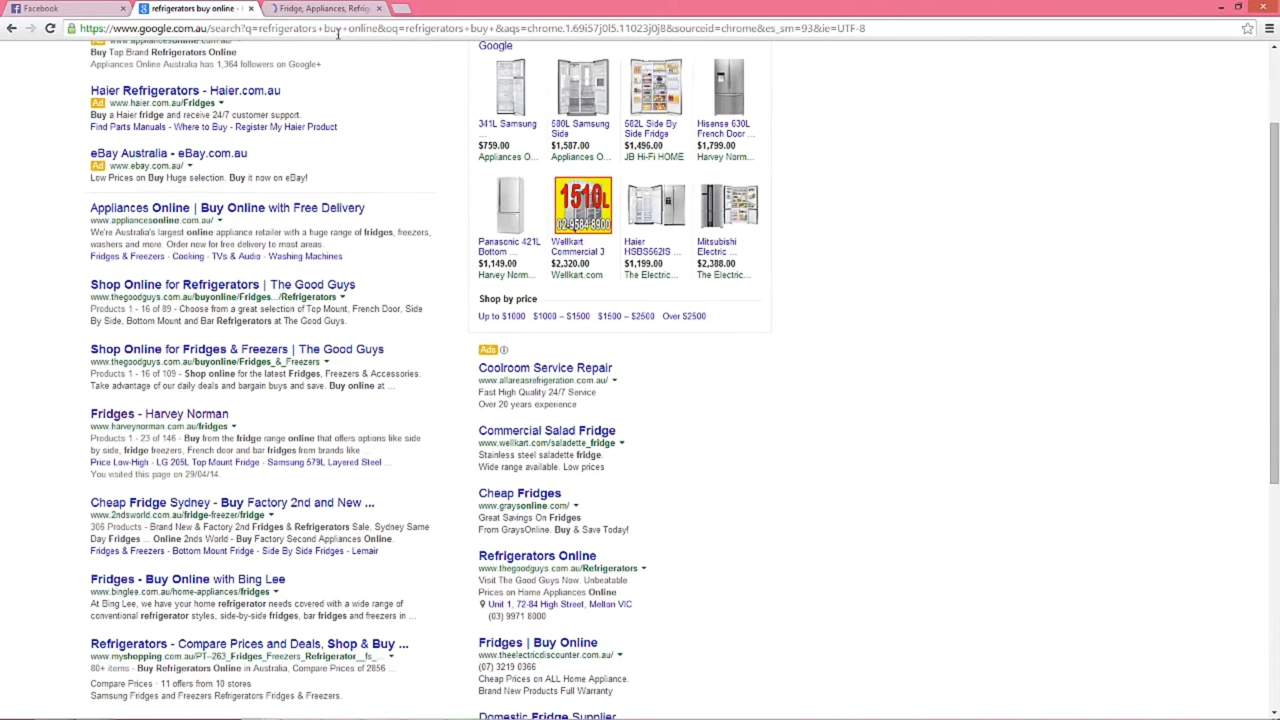 Facebook
refrigerators buy online -
Fridge, Appliances, Refrig
https://www.google.com.au/search?q=refrigerators+buy+online&oq=refrigerators+buy+&aqs=chrome.1.69i57j0l5.11023j0j8&sourceid=chrome&es_sm=93&ie=UTF-8
Buy Top Brand Refrigerators Online
Appliances Online Australia has 1,364 followers on Google+
Haier Refrigerators - Haier.com.au
Ad www.haier.com.au/Fridges
Buy a Haier fridge and receive 24/7 customer support.
Find Parts Manuals - Where to Buy - Register My Haier Product
eBay Australia - eBay.com.au
Ad www.ebay.com.au/
Low Prices on Buy Huge selection. Buy it now on eBay!
Appliances Online | Buy Online with Free Delivery
www.appliancesonline.com.au/
We're Australia's largest online appliance retailer with a huge range of fridges, freezers,
washers and more. Order now for free delivery to most areas.
Fridges & Freezers - Cooking - TVs & Audio - Washing Machines
Shop Online for Refrigerators | The Good Guys
www.thegoodguys.com.au/buyonline/Fridges.../Refrigerators
Products 1 - 16 of 89 - Choose from a great selection of Top Mount, French Door, Side
By Side, Bottom Mount and Bar Refrigerators at The Good Guys.
Shop Online for Fridges & Freezers | The Good Guys
www.thegoodguys.com.au/buyonline/Fridges_&_Freezers
Products 1 - 16 of 109 - Shop online for the latest Fridges, Freezers & Accessories.
Take advantage of our daily deals and bargain buys and save. Buy online at ...
Fridges - Harvey Norman
www.harveynorman.com.au/fridges
Products 1 - 23 of 146 - Buy from the fridge range online that offers options like side
by side, fridge freezers, French door and bar fridges from brands like ...
Price Low-High - LG 205L Top Mount Fridge - Samsung 579L Layered Steel ...
You visited this page on 29/04/14.
Cheap Fridge Sydney - Buy Factory 2nd and New ...
www.2ndsworld.com.au/fridge-freezer/fridge
306 Products - Brand New & Factory 2nd Fridges & Refrigerators Sale, Sydney Same
Day Fridges ... Online 2nds World - Buy Factory Second Appliances Online.
Fridges & Freezers - Bottom Mount Fridge - Side By Side Fridges - Lemair
Fridges - Buy Online with Bing Lee
www.binglee.com.au/home-appliances/fridges
At Bing Lee, we have your home refrigerator needs covered with a wide range of
conventional refrigerator styles, side-by-side fridges, bar fridges and freezers in ...
Refrigerators - Compare Prices and Deals, Shop & Buy ...
www.myshopping.com.au/PT--263_Fridges_Freezers_Refrigerator__fs_...
80+ items - Buy Refrigerators Online in Australia, Compare Prices of 2856 ...
Compare Prices - 11 offers from 10 stores
Samsung Fridges and Freezers Refrigerators Fridges & Freezers.
Google
341L Samsung
...
$759.00
Appliances O...
580L Samsung
Side
$1,587.00
Appliances O...
582L Side By
Side Fridge
$1,496.00
JB Hi-Fi HOME
Hisense 630L
French Door ...
$1,799.00
Harvey Norm...
Panasonic 421L
Bottom ...
$1,149.00
Harvey Norm...
1510L
02-9584-8900
Wellkart
Commercial 3
$2,320.00
Wellkart.com
Haier
HSBS582IS ...
$1,199.00
The Electric...
Mitsubishi
Electric ...
$2,388.00
The Electric...
Shop by price
Up to $1000 $1000 – $1500 $1500 – $2500 Over $2500
Ads
Coolroom Service Repair
www.allareasrefrigeration.com.au/
Fast High Quality 24/7 Service
Over 20 years experience
Commercial Salad Fridge
www.wellkart.com/saladette_fridge
Stainless steel saladette fridge.
Wide range available. Low prices
Cheap Fridges
www.graysonline.com/
Great Savings On Fridges
From GraysOnline. Buy & Save Today!
Refrigerators Online
www.thegoodguys.com.au/Refrigerators
Visit The Good Guys Now. Unbeatable
Prices on Home Appliances Online
Unit 1, 72-84 High Street, Melton VIC
(03) 9971 8000
Fridges | Buy Online
www.theelectricdiscounter.com.au/
(07) 3219 0366
Cheap Prices on ALL Home Appliance.
Brand New Products Full Warranty
Domestic Fridge Supplier